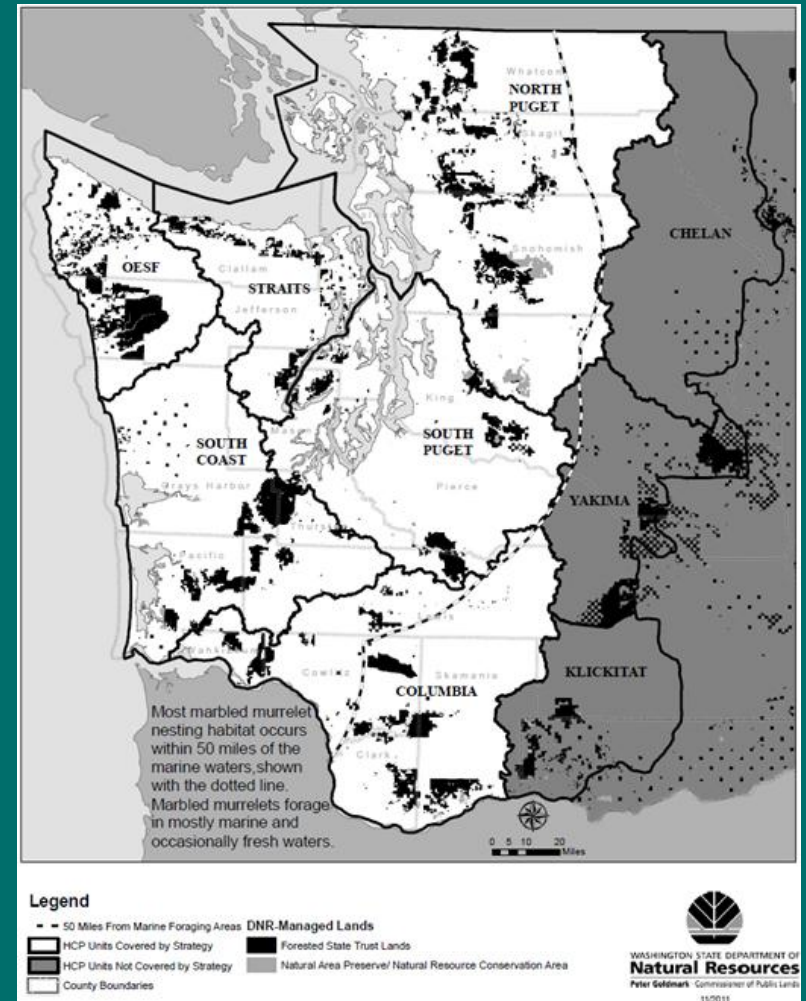 Whatcom
NORTH
PUGET
Skagit
CHELAN
Snohomish
OESF
Clallam
STRAITS
Jefferson
King
Mason
SOUTH
COAST
SOUTH
PUGET
Grays Harbor
Pierce
YAKIMA
Thurston
Pacific
Lewis
Wahkiakum
KLICKITAT
Cowlitz
Skamania
COLUMBIA
Clark
Most marbled murrelet
nesting habitat occurs
within 50 miles of the
marine waters,shown
with the dotted line.
Marbled murrelets forage
in mostly marine and
occasionally fresh waters.
0 5 10 20
Miles
Legend
50 Miles From Marine Foraging Areas
HCP Units Covered by Strategy
HCP Units Not Covered by Strategy
County Boundaries
DNR-Managed Lands
Forested State Trust Lands
Natural Area Preserve/ Natural Resource Conservation Area
WASHINGTON STATE DEPARTMENT OF
Natural Resources
Peter Goldmark - Commissioner of Public Lands
11/2011